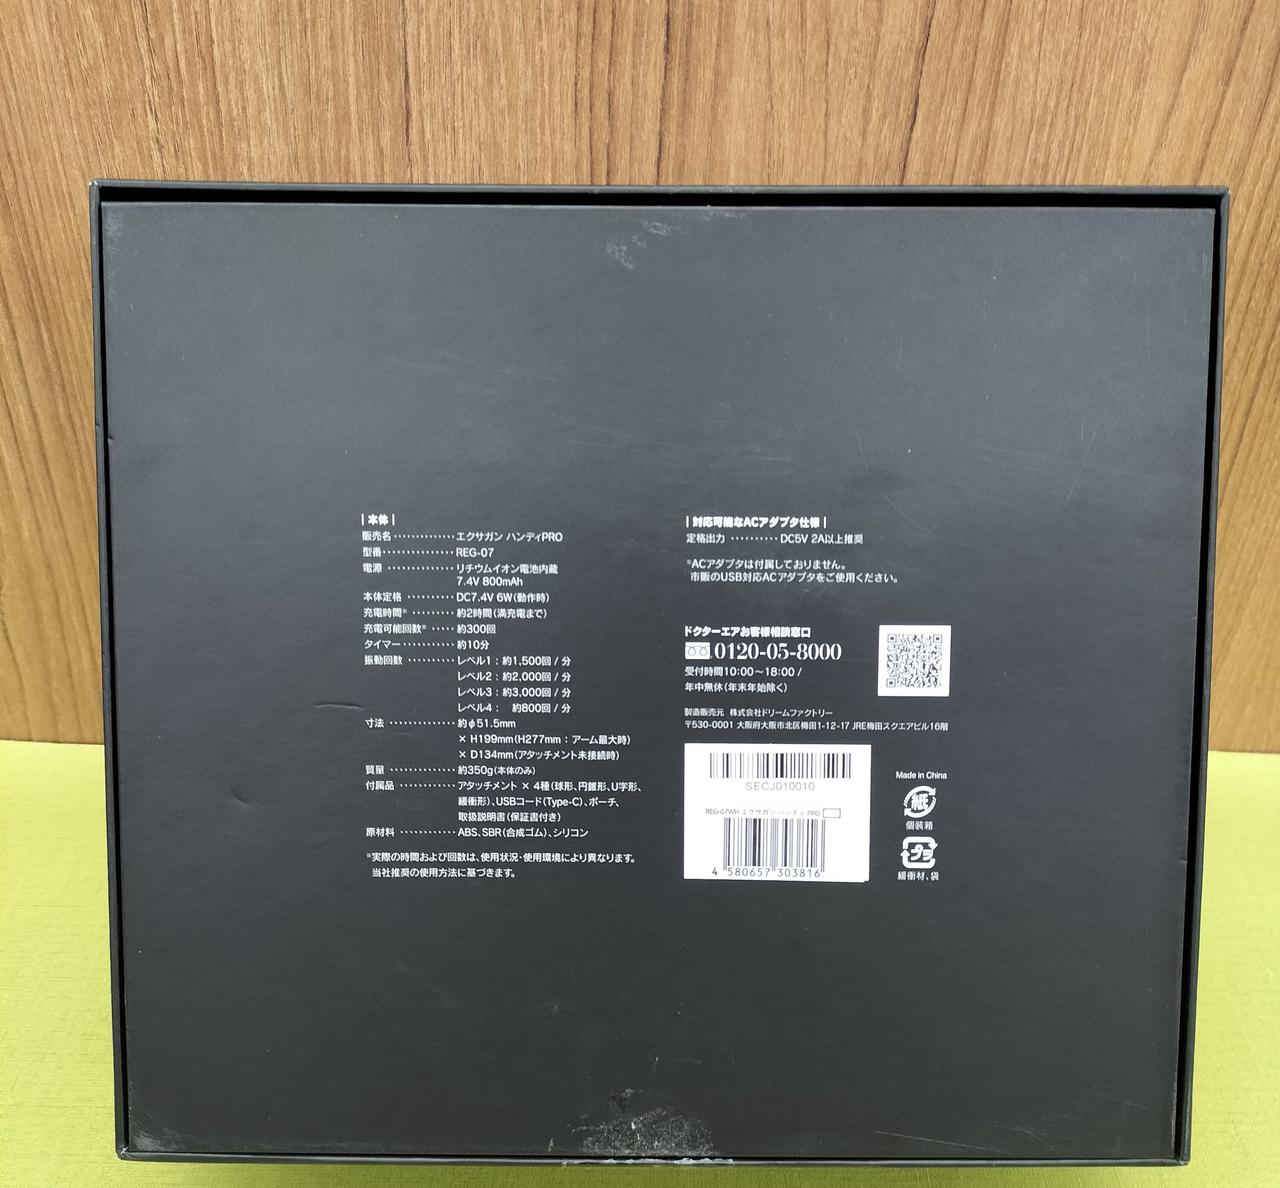 |本体|
販売名‥‥‥‥‥‥‥エクサガン ハンディPRO
型番‥‥‥‥‥‥‥‥REG-07
電源 ‥‥‥‥‥‥‥リチウムイオン電池内蔵
7.4V 800mAh
本体定格 ‥‥‥‥‥DC7.4V 6W(動作時)
充電時間※ ‥‥‥‥約2時間(満充電まで)
充電可能回数※ ‥‥約300回
タイマー‥‥‥‥‥‥約10分
振動回数 ‥‥‥‥‥レベル1：約1,500回 / 分
レベル2：約2,000回 / 分
レベル3：約3,000回 / 分
レベル4： 約800回 / 分
寸法 ‥‥‥‥‥‥‥約φ51.5mm
× H199mm(H277mm：アーム最大時)
× D134mm(アタッチメント未接続時)
質量 ‥‥‥‥‥‥‥約350g(本体のみ)
付属品 ‥‥‥‥‥‥アタッチメント × 4種(球形、円錐形、U字形、
緩衝形)、USBコード(Type-C)、ポーチ、
取扱説明書(保証書付き)
原材料 ‥‥‥‥‥‥ABS、SBR(合成ゴム)、シリコン
※実際の時間および回数は、使用状況・使用環境により異なります。
当社推奨の使用方法に基づきます。
|対応可能なACアダプタ仕様|
定格出力 ‥‥‥‥‥DC5V 2A以上推奨
※ACアダプタは付属しておりません。
市販のUSB対応ACアダプタをご使用ください。
ドクターエアお客様相談窓口
0120-05-8000
受付時間10:00〜18:00 /
年中無休(年末年始除く)
製造販売元 株式会社ドリームファクトリー
〒530-0001 大阪府大阪市北区梅田1-12-17 JRE梅田スクエアビル16階
SECJ010010
REG-07WH エクサガン ハンディ PRO
4 580657 303816
Made in China
紙
個装箱
プラ
緩衝材、袋